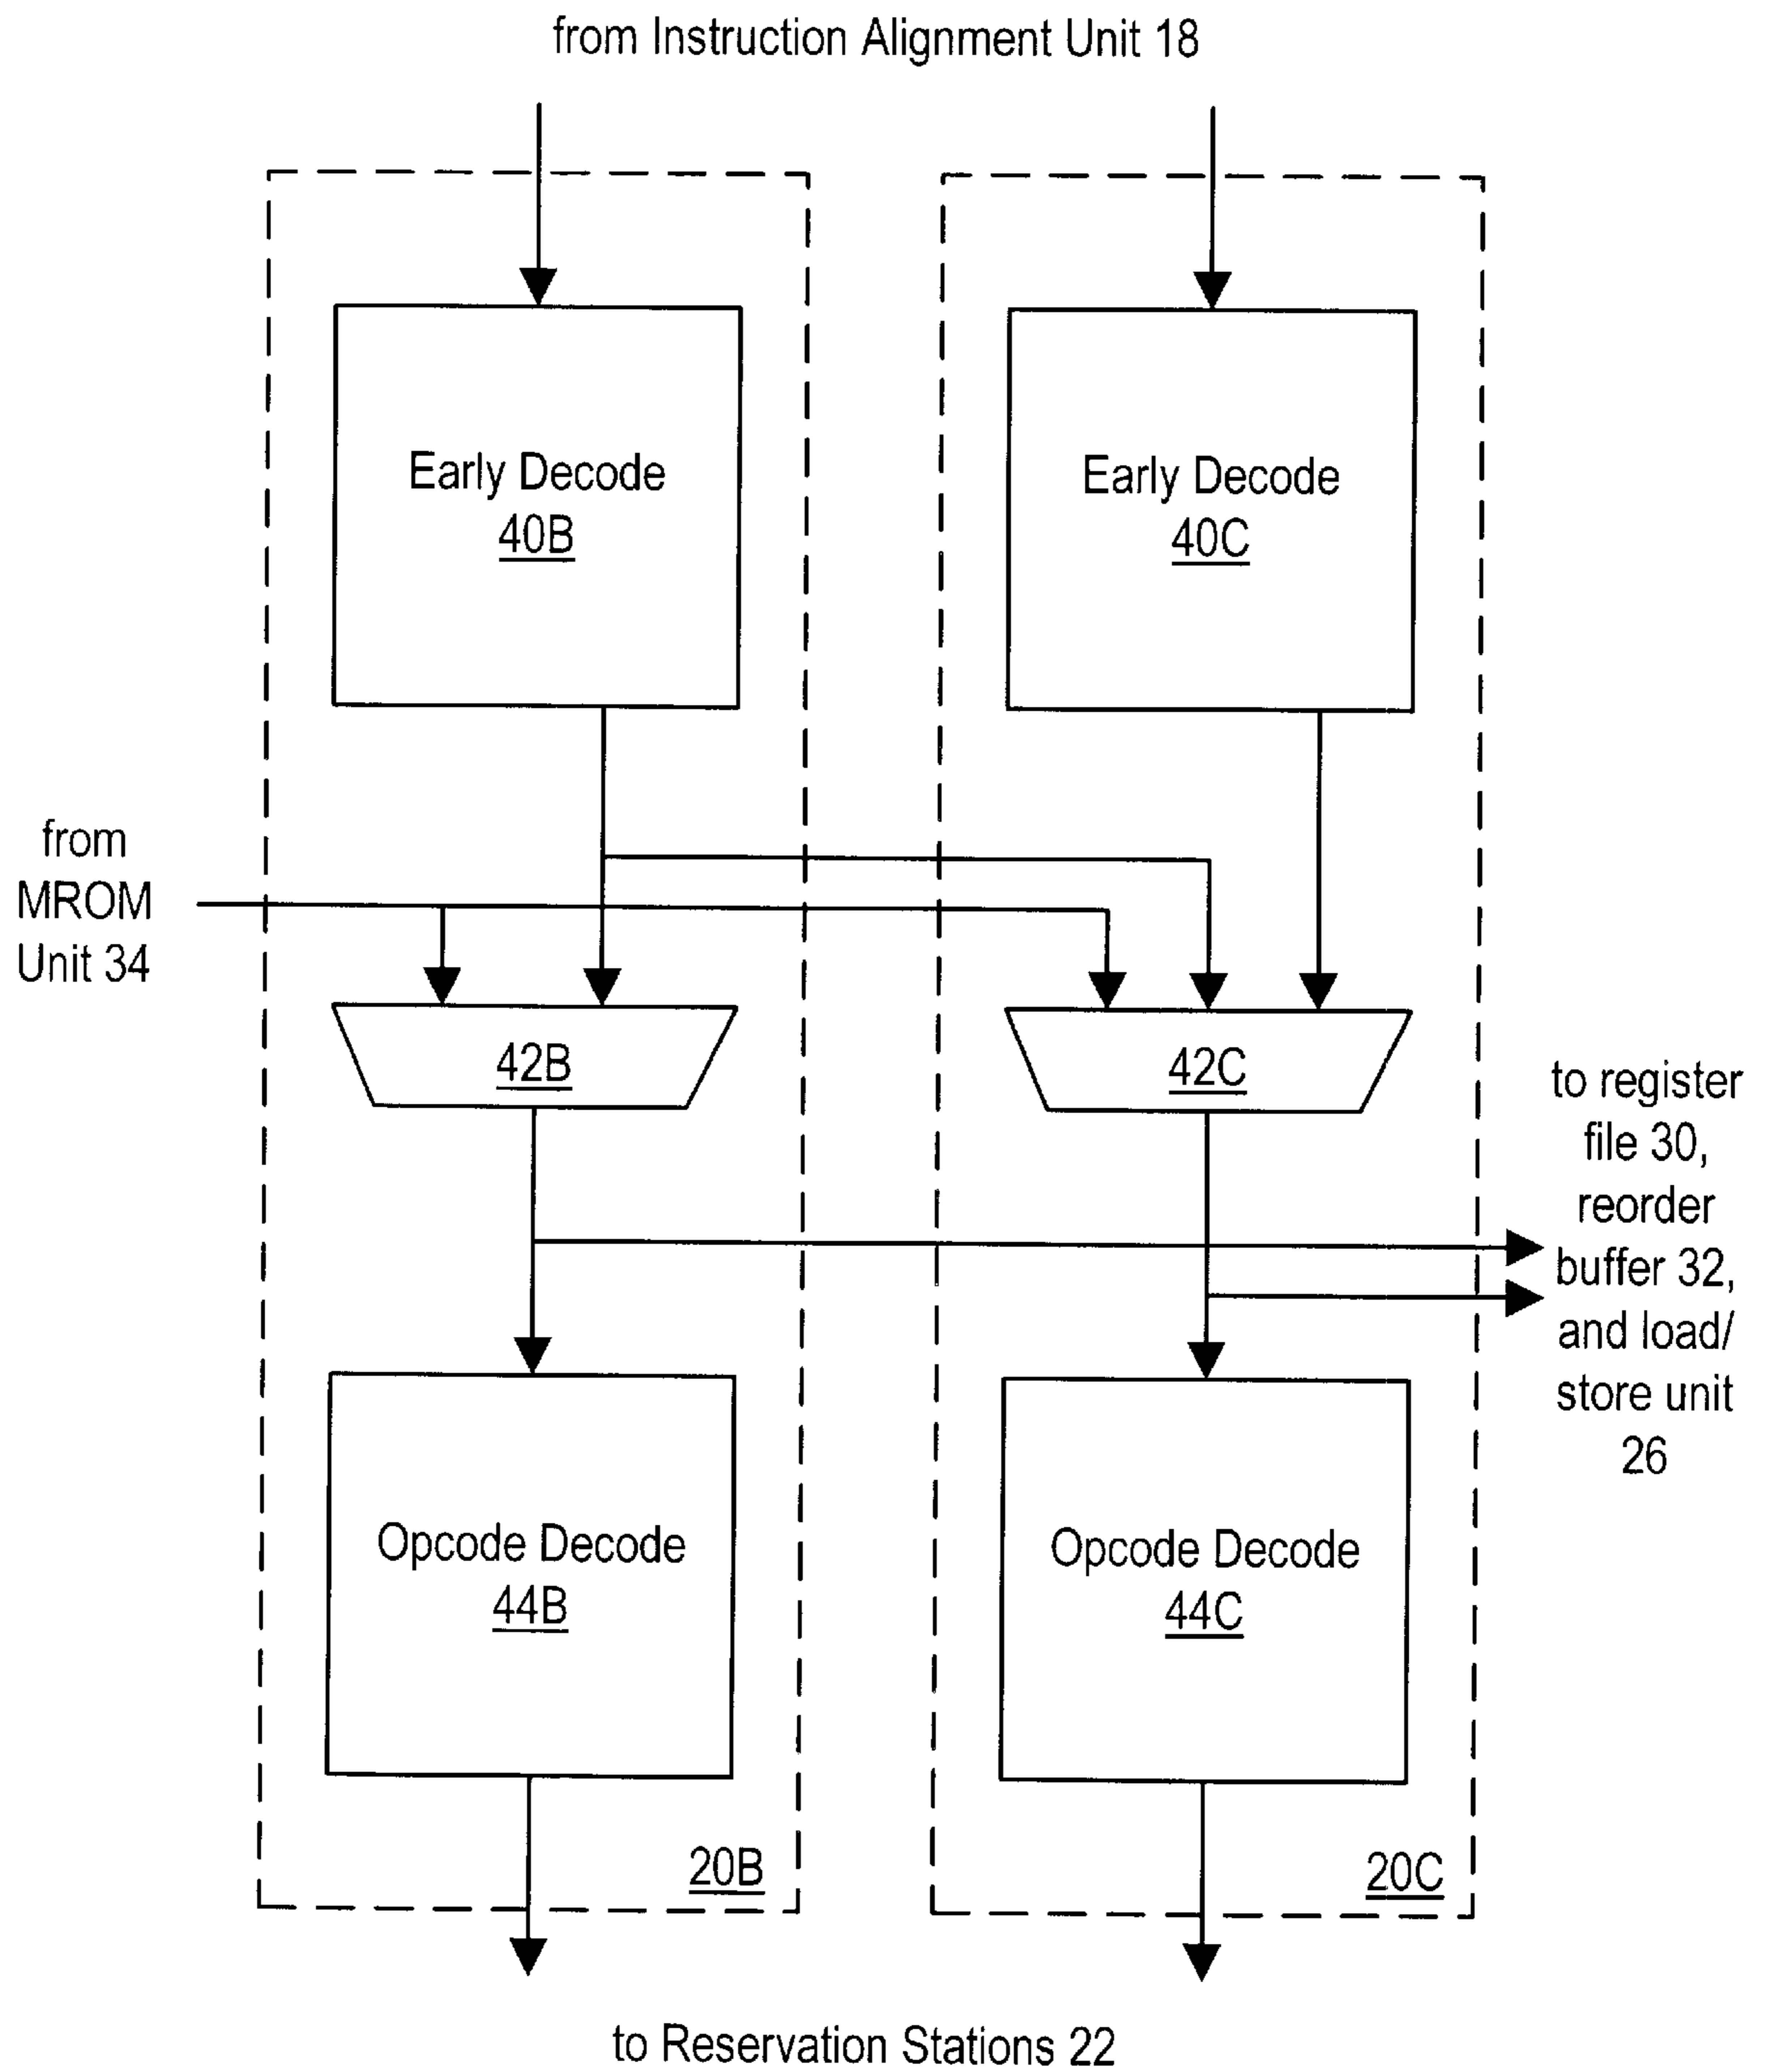 from Instruction Alignment Unit 18
Early Decode
40B
Early Decode
40C
from
MROM
Unit 34
42B
42C
to register
file 30,
reorder
buffer 32,
and load/
store unit
26
Opcode Decode
44B
Opcode Decode
44C
20B
20C
to Reservation Stations 22